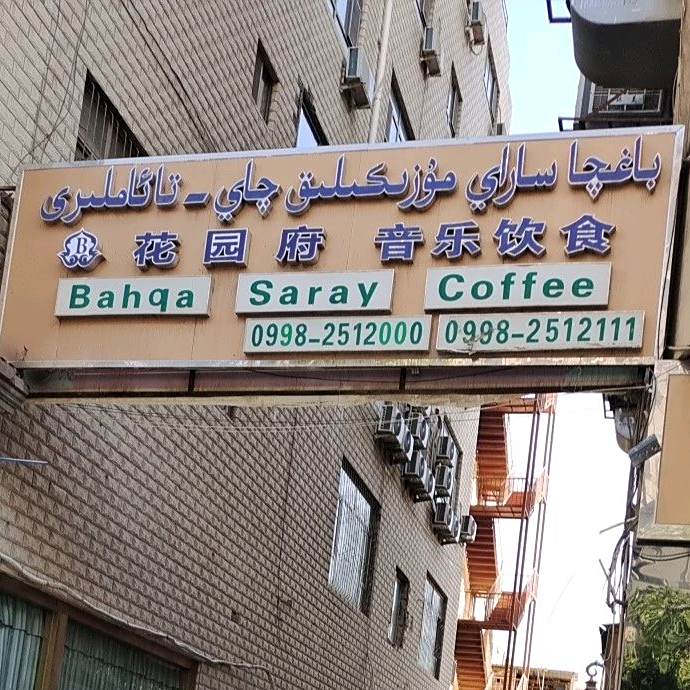 باغچا ساراي مۇزىكىلىق چاي - تائاملىرى
B 花园府 音乐饮食
Bahqa Saray Coffee
0998-2512000 0998-2512111